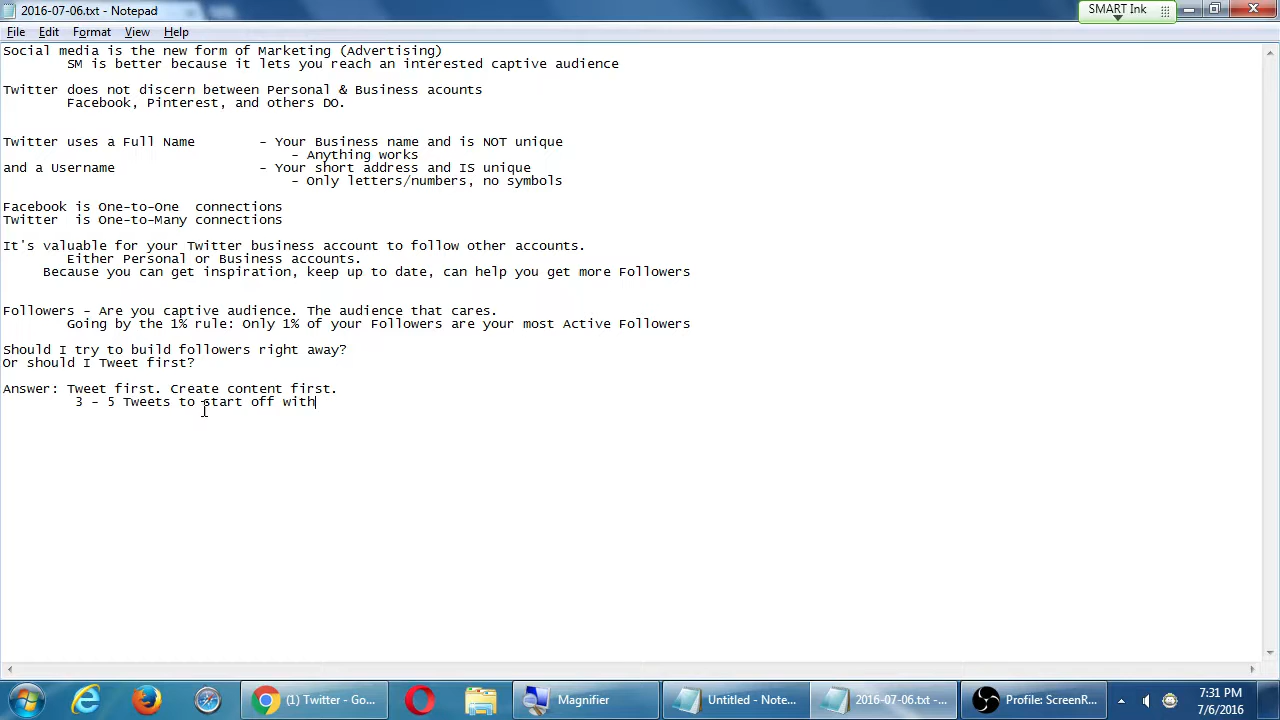 2016-07-06.txt - Notepad
SMART Ink
File Edit Format View Help
Social media is the new form of Marketing (Advertising)
SM is better because it lets you reach an interested captive audience
Twitter does not discern between Personal & Business acounts
Facebook, Pinterest, and others DO.
Twitter uses a Full Name - Your Business name and is NOT unique
- Anything works
and a Username - Your short address and IS unique
- Only letters/numbers, no symbols
Facebook is One-to-One connections
Twitter is One-to-Many connections
It's valuable for your Twitter business account to follow other accounts.
Either Personal or Business accounts.
Because you can get inspiration, keep up to date, can help you get more Followers
Followers - Are you captive audience. The audience that cares.
Going by the 1% rule: Only 1% of your Followers are your most Active Followers
Should I try to build followers right away?
Or should I Tweet first?
Answer: Tweet first. Create content first.
3 - 5 Tweets to start off with
(1) Twitter - Go... Magnifier Untitled - Note... 2016-07-06.txt -... Profile: ScreenR... 7:31 PM
7/6/2016